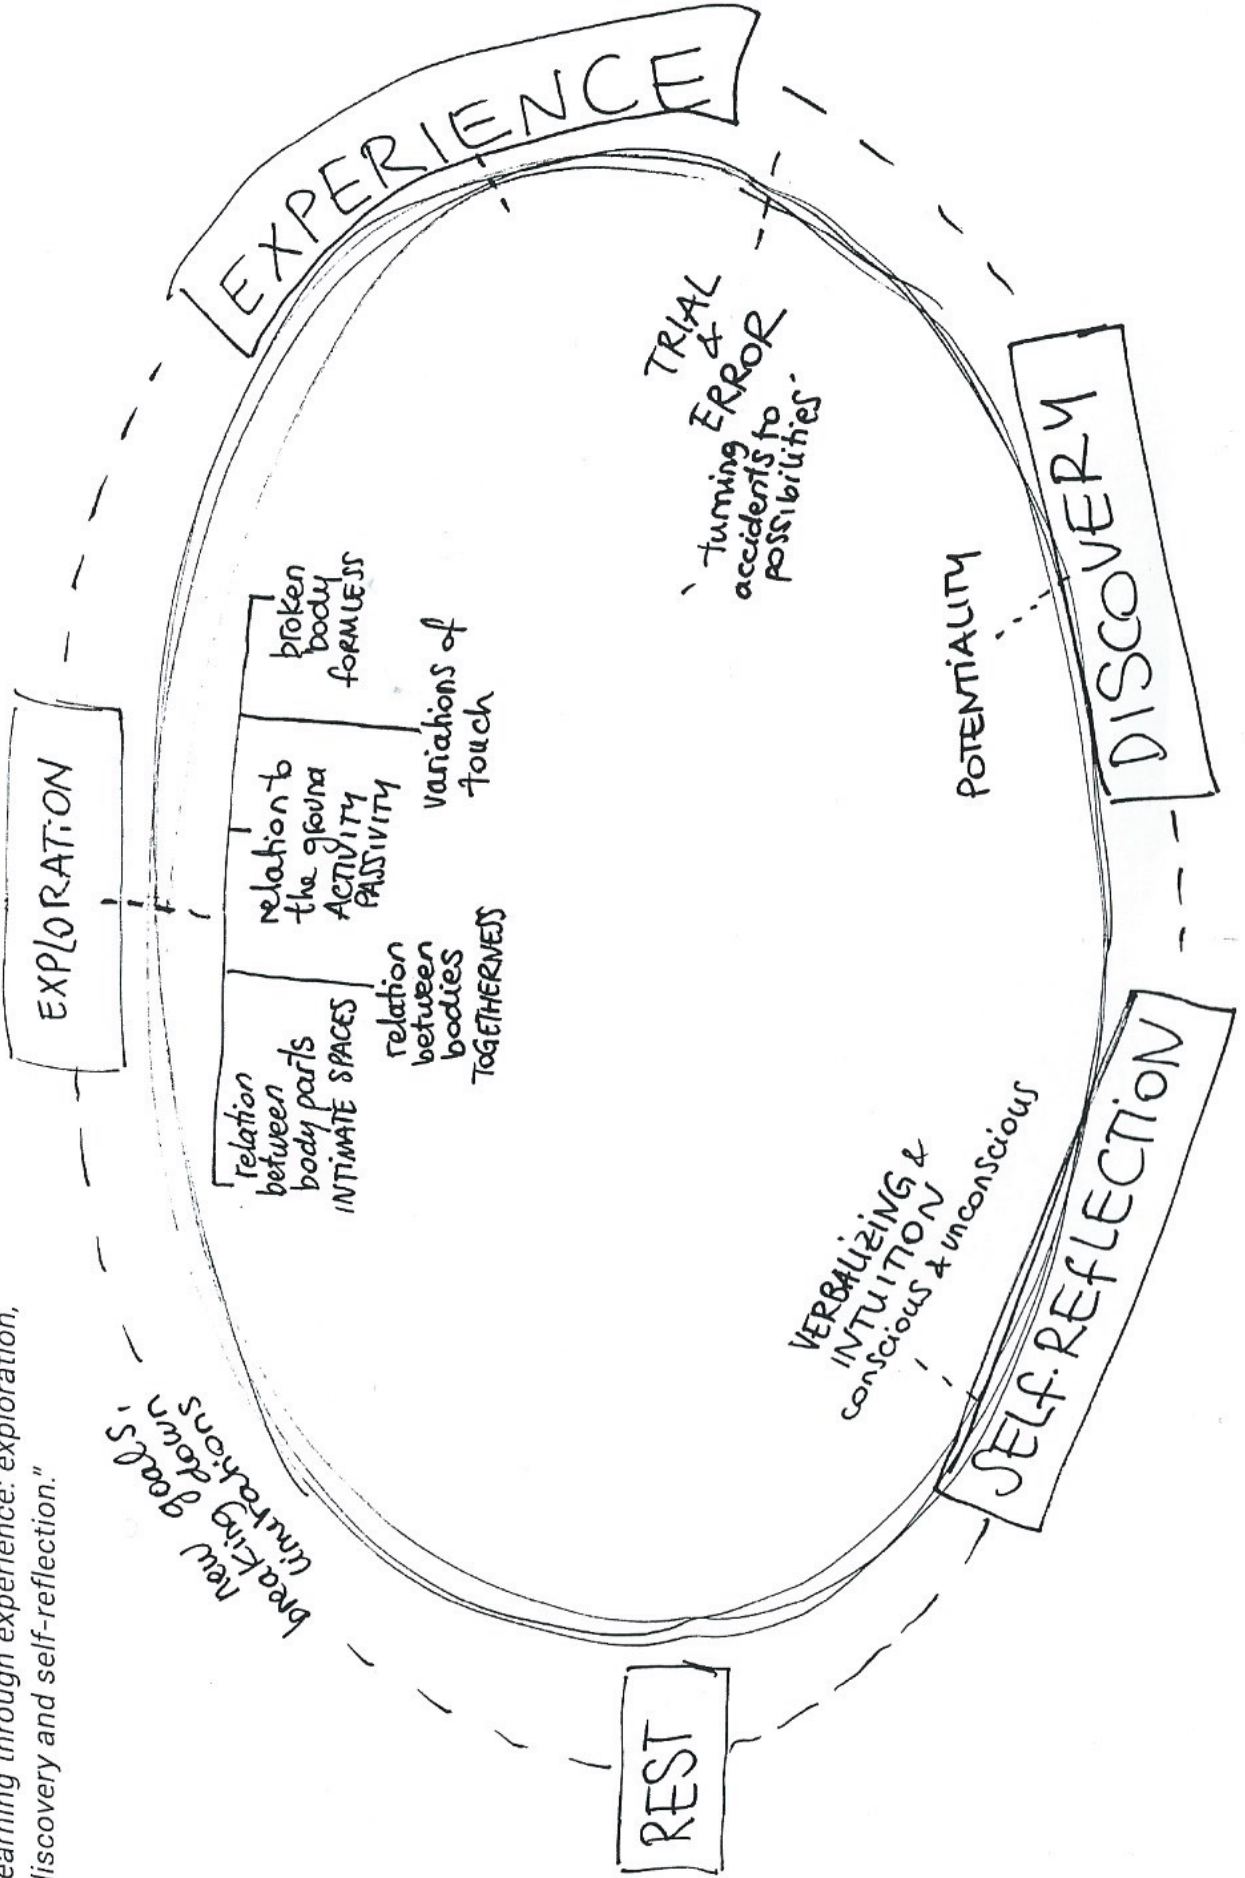 earning through experience: exploration,
discovery and self-reflection."
EXPLORATION
relation
between
body parts
INTIMATE SPACES
relation
between
bodies
TOGETHERNESS
relation to
the ground
ACTIVITY
PASSIVITY
variations of
touch
broken
body
FORMLESS
EXPERIENCE
TRIAL
&
ERROR
turning
accidents to
possibilities
DISCOVERY
POTENTIALITY
SELF-REFLECTION
VERBALIZING &
INTUITION
conscious & unconscious
REST
new goals,
breaking down
limitations